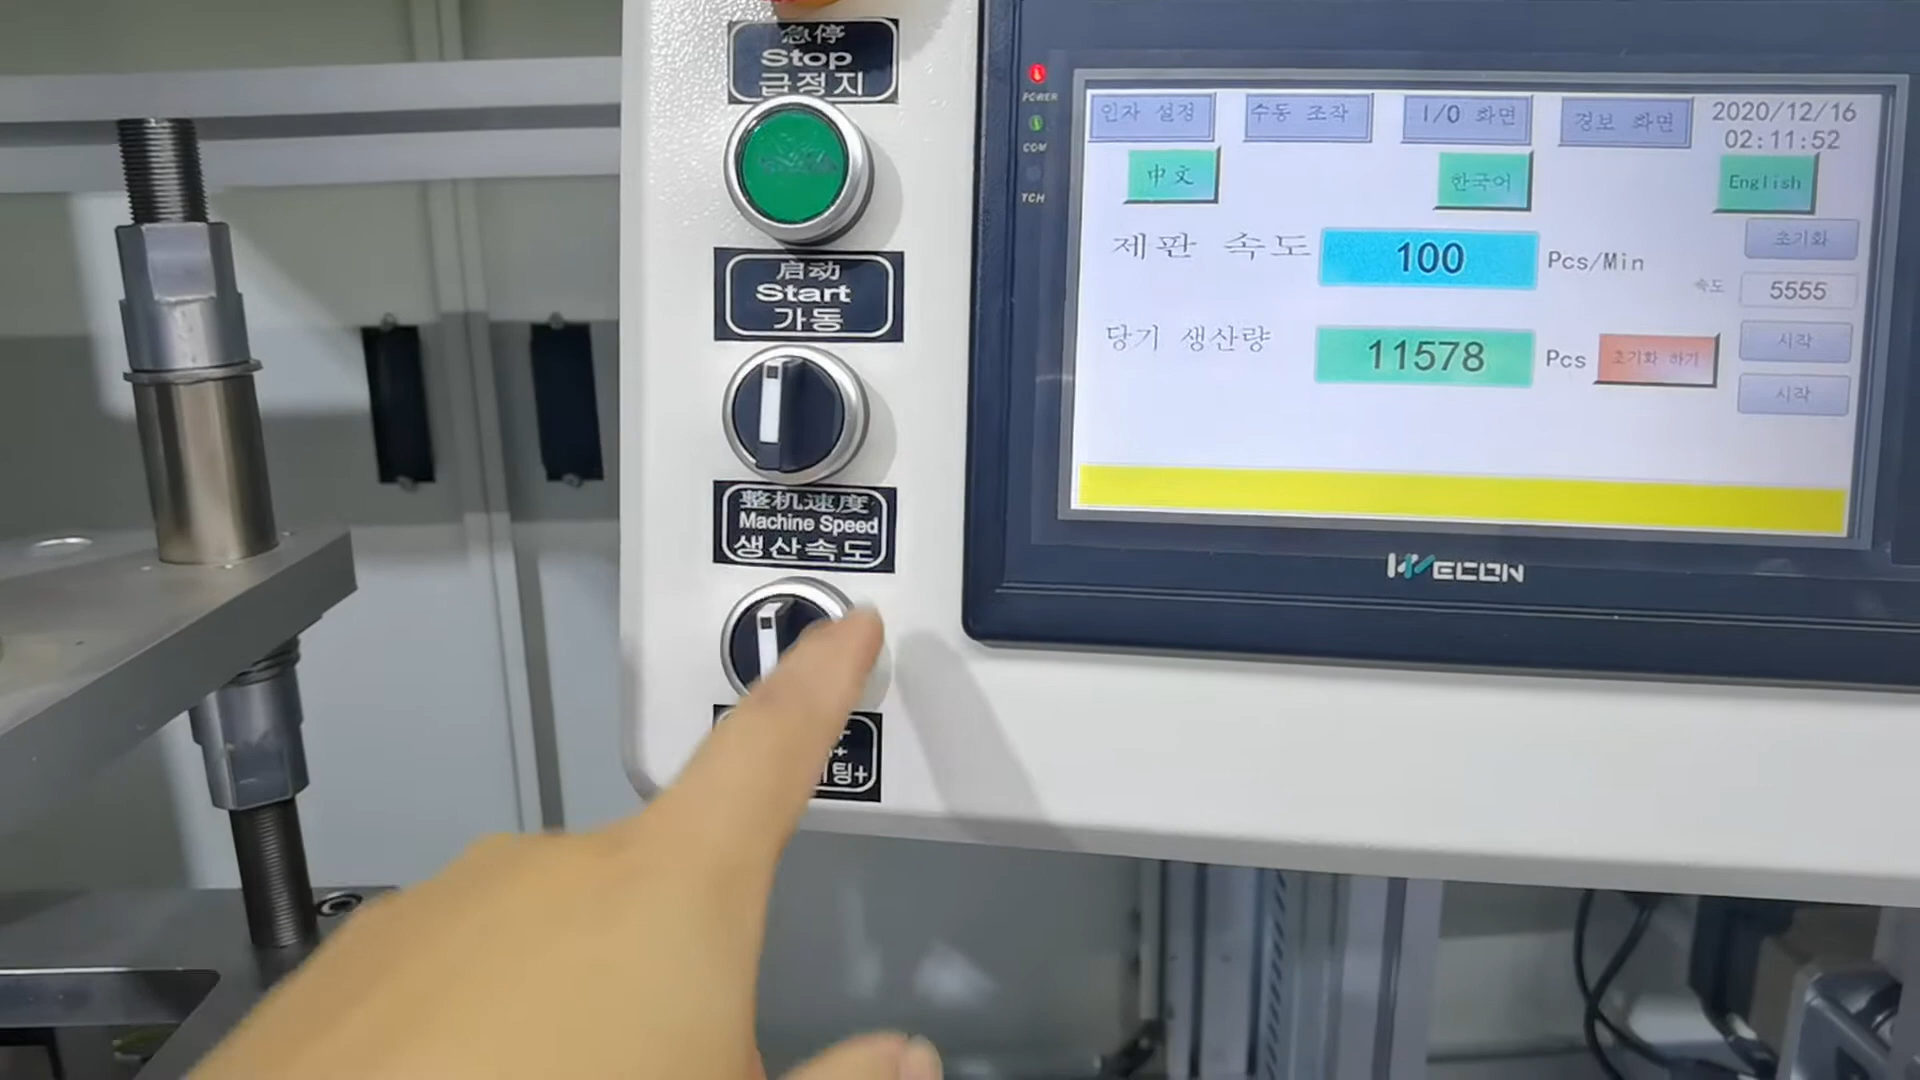 急停
Stop
급정지
启动
Start
가동
整机速度
Machine Speed
생산속도
팅+
POWER
COM
인자 설정
수동 조작
I/O 화면
경보 화면
2020/12/16
02:11:52
中文
한국어
English
제판 속도
100
Pcs/Min
초기화
속도
5555
당기 생산량
11578
Pcs
초기화 하기
시작
시작
WECON